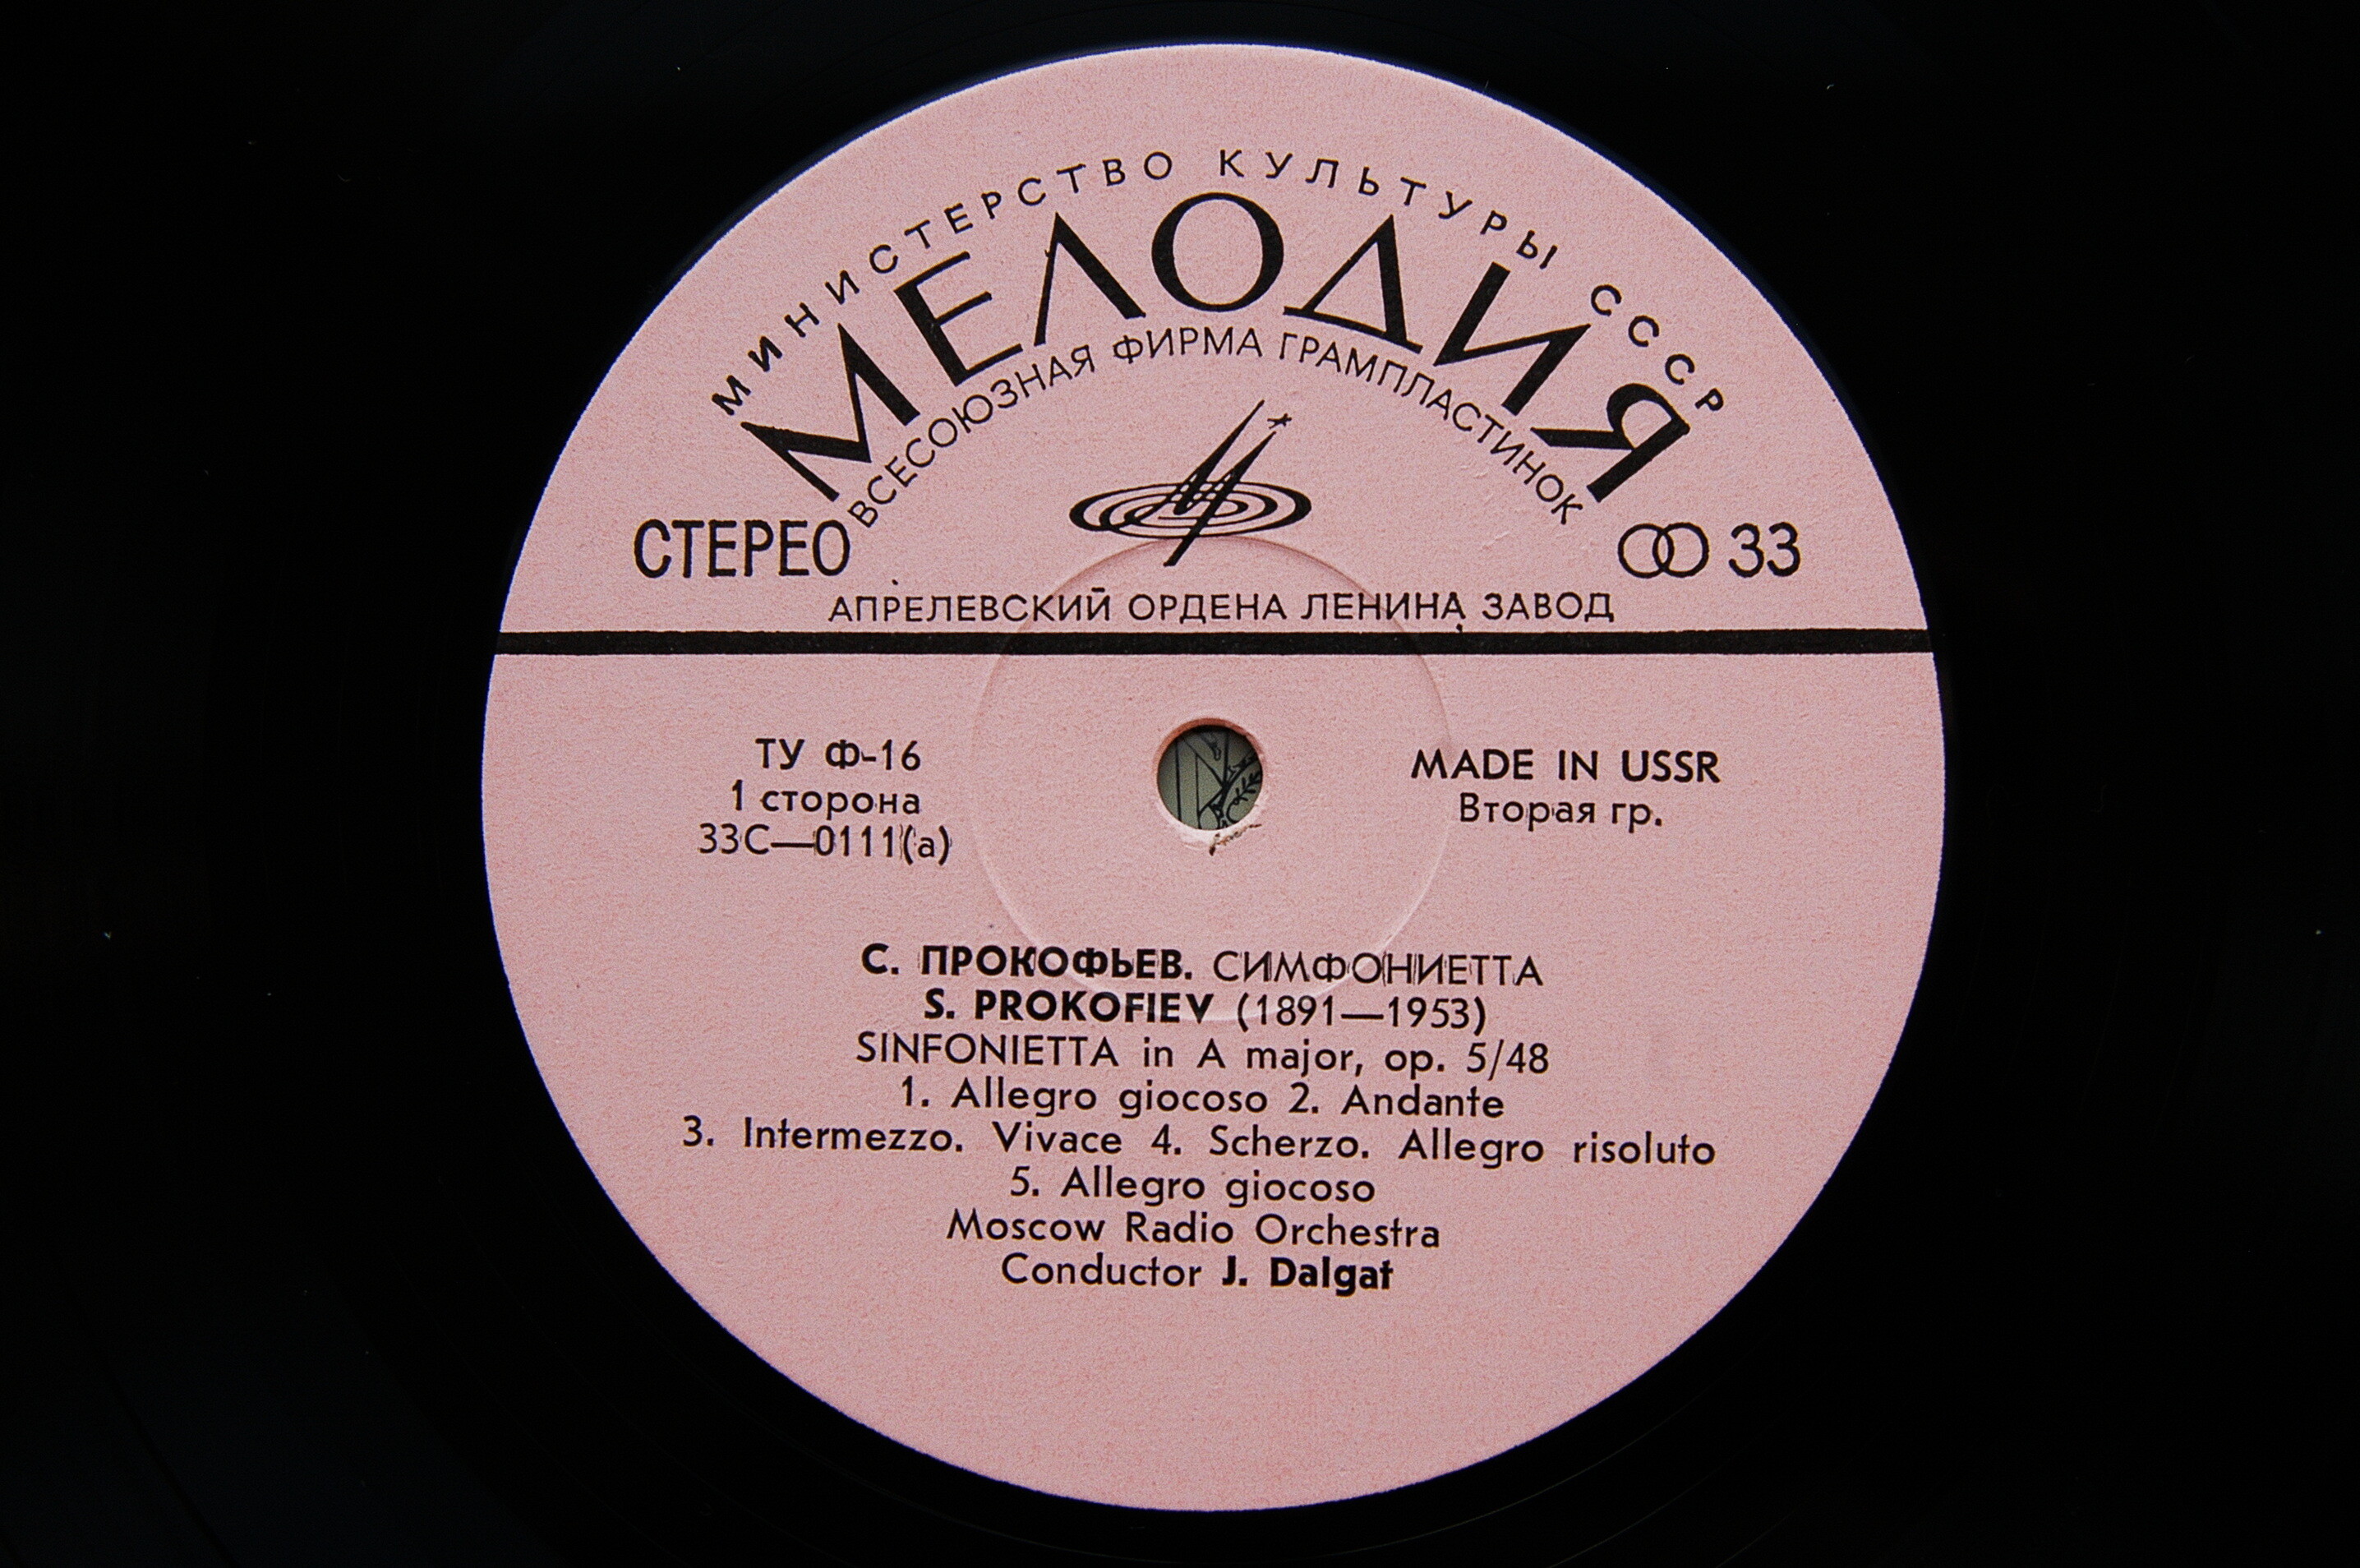 МИНИСТЕРСТВО КУЛЬТУРЫ СССР
МЕЛОДИЯ
ВСЕСОЮЗНАЯ ФИРМА ГРАМПЛАСТИНОК
СТЕРЕО 33
АПРЕЛЕВСКИЙ ОРДЕНА ЛЕНИНА ЗАВОД
ТУ Ф-16
1 сторона
33С—0111(а)
MADE IN USSR
Вторая гр.
С. ПРОКОФЬЕВ. СИМФОНИЕТТА
S. PROKOFIEV (1891—1953)
SINFONIETTA in A major, op. 5/48
1. Allegro giocoso 2. Andante
3. Intermezzo. Vivace 4. Scherzo. Allegro risoluto
5. Allegro giocoso
Moscow Radio Orchestra
Conductor J. Dalgat